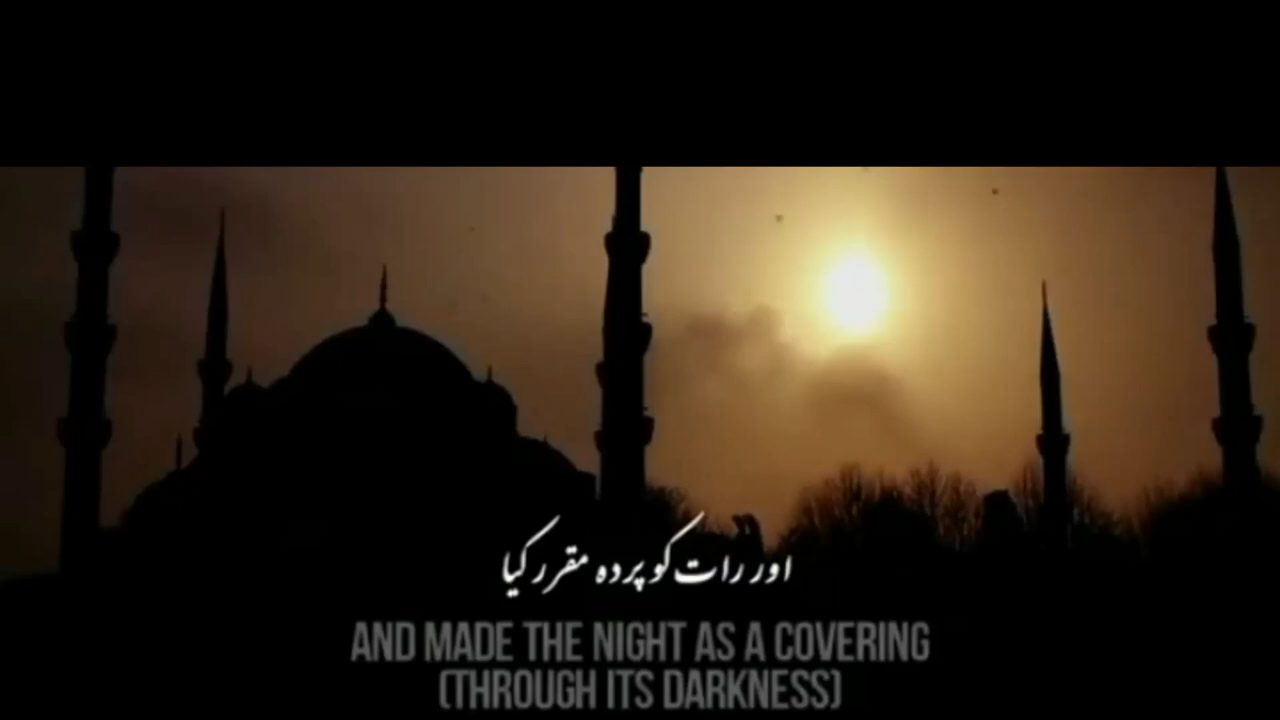 اور رات کو پردہ مقرر کیا
AND MADE THE NIGHT AS A COVERING
(THROUGH ITS DARKNESS)